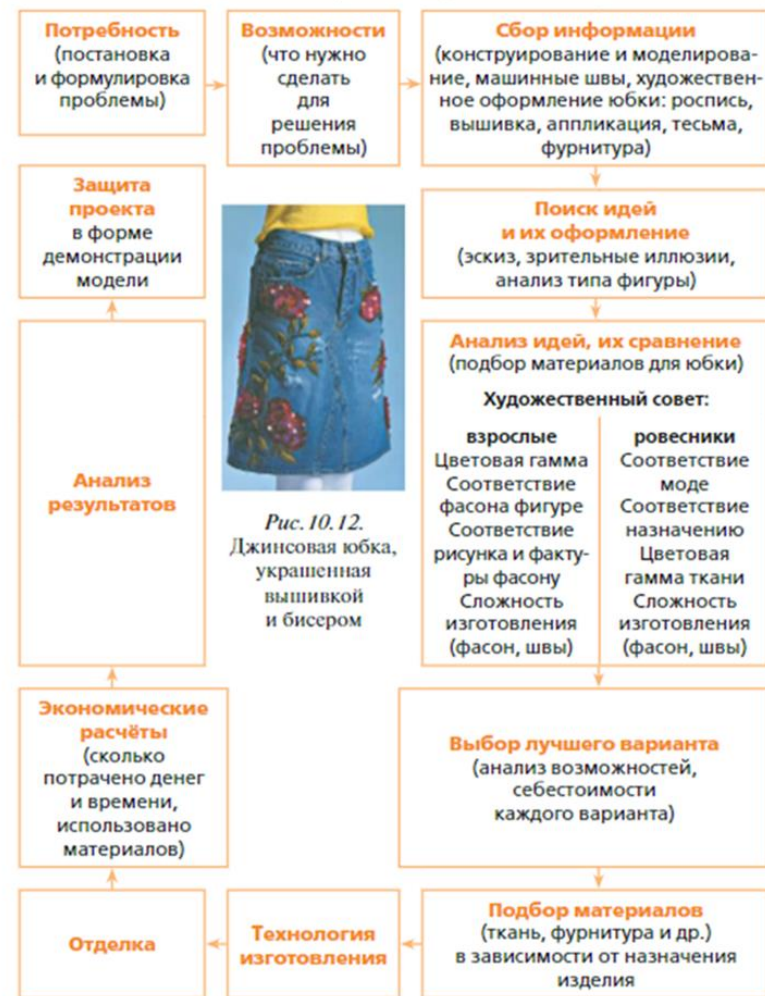 Потребность
(постановка
и формулировка
проблемы)
Возможности
(что нужно
сделать
для
решения
проблемы)
Сбор информации
(конструирование и моделирова-
ние, машинные швы, художествен-
ное оформление юбки: роспись,
вышивка, аппликация, тесьма,
фурнитура)
Поиск идей
и их оформление
(эскиз, зрительные иллюзии,
анализ типа фигуры)
Анализ идей, их сравнение
(подбор материалов для юбки)
Художественный совет:
взрослые
Цветовая гамма
Соответствие
фасона фигуре
Соответствие
рисунка и факту-
ры фасону
Сложность
изготовления
(фасон, швы)
ровесники
Соответствие
моде
Соответствие
назначению
Цветовая
гамма ткани
Сложность
изготовления
(фасон, швы)
Выбор лучшего варианта
(анализ возможностей,
себестоимости
каждого варианта)
Подбор материалов
(ткань, фурнитура и др.)
в зависимости от назначения
изделия
Технология
изготовления
Отделка
Экономические
расчёты
(сколько
потрачено денег
и времени,
использовано
материалов)
Анализ
результатов
Защита
проекта
в форме
демонстрации
модели
Рис. 10.12.
Джинсовая юбка,
украшенная
вышивкой
и бисером